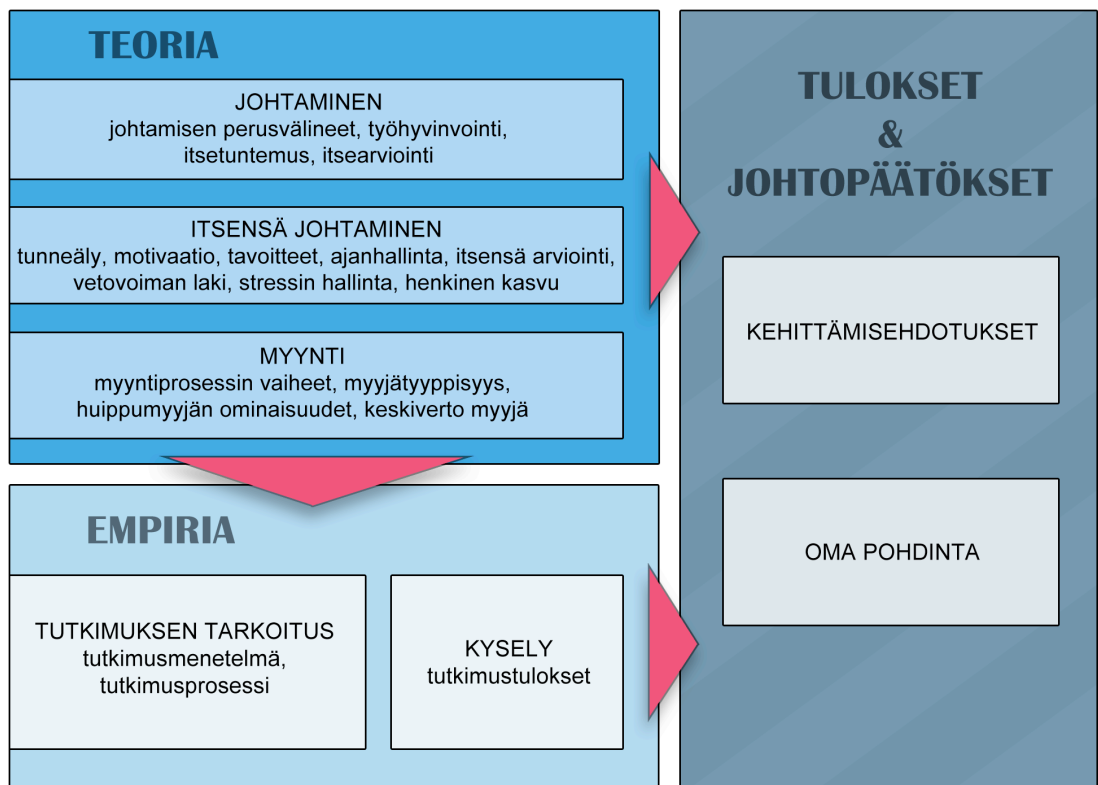 TEORIA
JOHTAMINEN
johtamisen perusvälineet, työhyvinvointi,
itsetuntemus, itsearviointi
ITSENSÄ JOHTAMINEN
tunneäly, motivaatio, tavoitteet, ajanhallinta, itsensä arviointi,
vetovoiman laki, stressin hallinta, henkinen kasvu
MYYNTI
myyntiprosessin vaiheet, myyjätyyppisyys,
huippumyyjän ominaisuudet, keskiverto myyjä
EMPIRIA
TUTKIMUKSEN TARKOITUS
tutkimusmenetelmä,
tutkimusprosessi
KYSELY
tutkimustulokset
TULOKSET
&
JOHTOPÄÄTÖKSET
KEHITTÄMISEHDOTUKSET
OMA POHDINTA